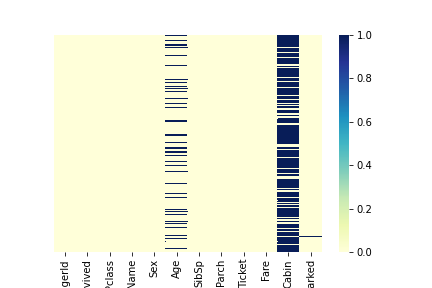 1.0
0.8
0.6
0.4
0.2
0.0
gerId
vived
Pclass
Name
Sex
Age
SibSp
Parch
Ticket
Fare
Cabin
arked